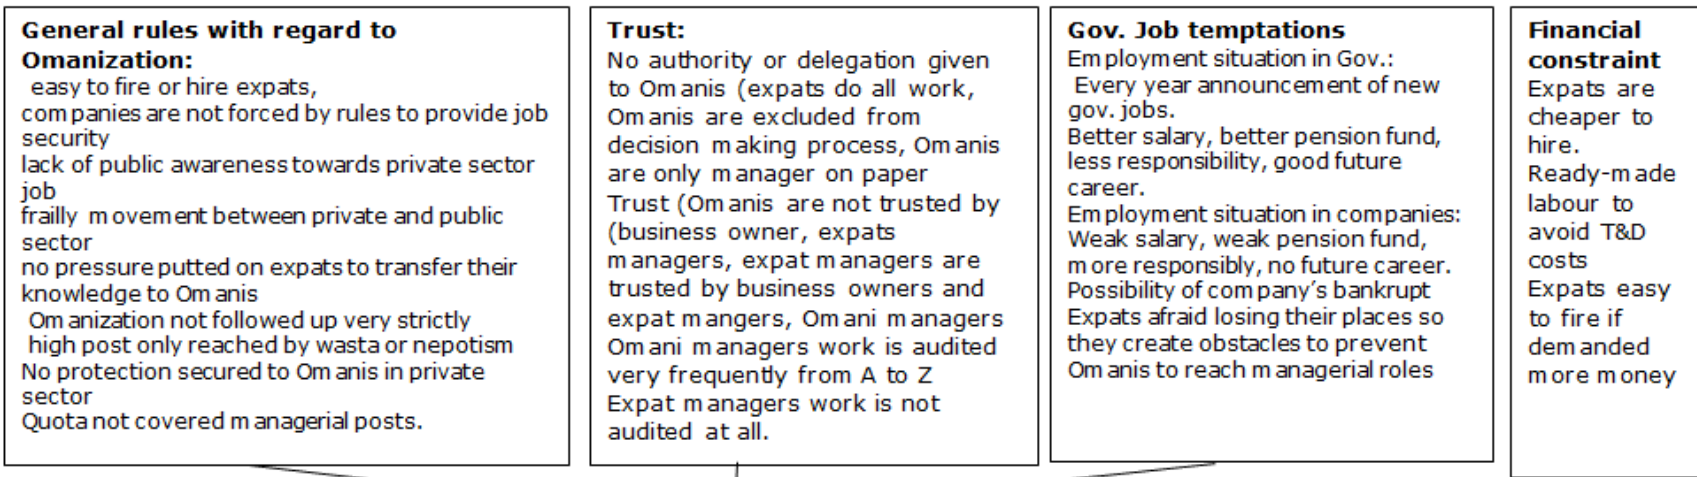 General rules with regard to
Omanization:
easy to fire or hire expats,
companies are not forced by rules to provide job
security
lack of public awareness towards private sector
job
frailly movement between private and public
sector
no pressure putted on expats to transfer their
knowledge to Omanis
Omanization not followed up very strictly
high post only reached by wasta or nepotism
No protection secured to Omanis in private
sector
Quota not covered managerial posts.
Trust:
No authority or delegation given
to Omanis (expats do all work,
Omanis are excluded from
decision making process, Omanis
are only manager on paper
Trust (Omanis are not trusted by
(business owner, expats
managers, expat managers are
trusted by business owners and
expat mangers, Omani managers
Omani managers work is audited
very frequently from A to Z
Expat managers work is not
audited at all.
Gov. Job temptations
Employment situation in Gov.:
Every year announcement of new
gov. jobs.
Better salary, better pension fund,
less responsibility, good future
career.
Employment situation in companies:
Weak salary, weak pension fund,
more responsibly, no future career.
Possibility of company's bankrupt
Expats afraid losing their places so
they create obstacles to prevent
Omanis to reach managerial roles
Financial
constraint
Expats are
cheaper to
hire.
Ready-made
labour to
avoid T&D
costs
Expats easy
to fire if
demanded
more money